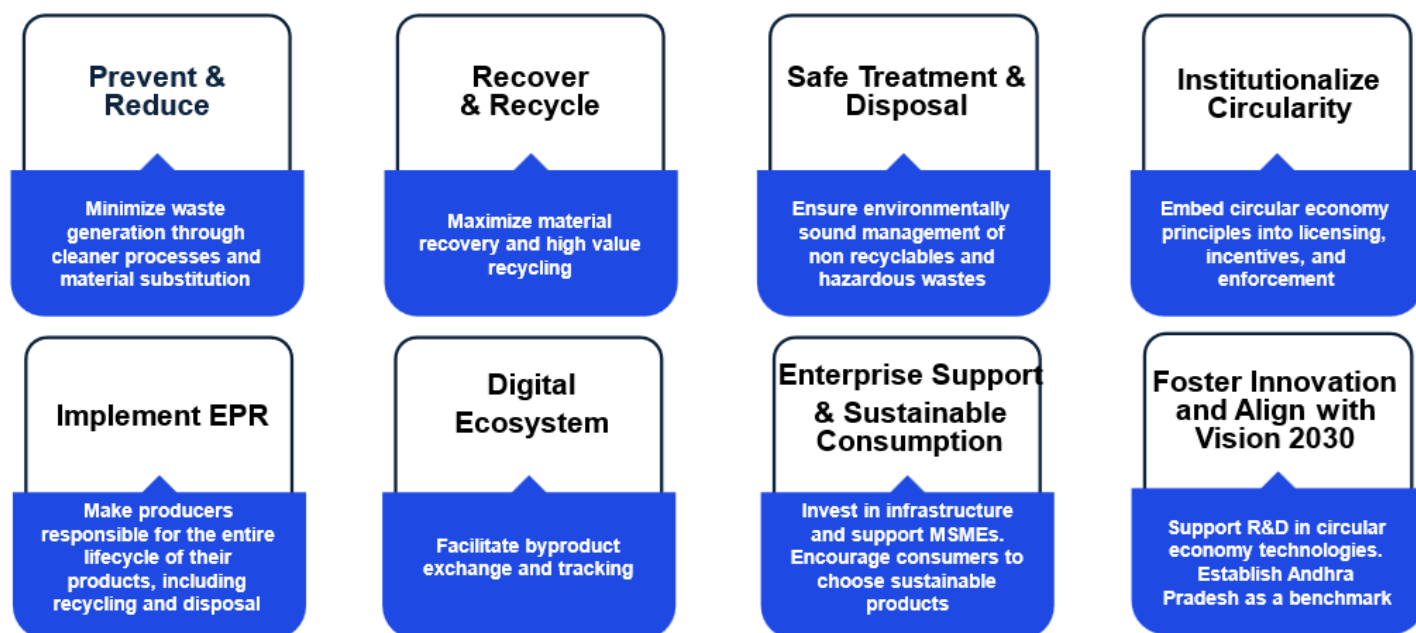 Prevent &
Reduce
Minimize waste
generation through
cleaner processes and
material substitution
Recover
& Recycle
Maximize material
recovery and high value
recycling
Safe Treatment &
Disposal
Ensure environmentally
sound management of
non recyclables and
hazardous wastes
Institutionalize
Circularity
Embed circular economy
principles into licensing,
incentives, and
enforcement
Implement EPR
Make producers
responsible for the entire
lifecycle of their
products, including
recycling and disposal
Digital
Ecosystem
Facilitate byproduct
exchange and tracking
Enterprise Support
& Sustainable
Consumption
Invest in infrastructure
and support MSMEs.
Encourage consumers to
choose sustainable
products
Foster Innovation
and Align with
Vision 2030
Support R&D in circular
economy technologies.
Establish Andhra
Pradesh as a benchmark